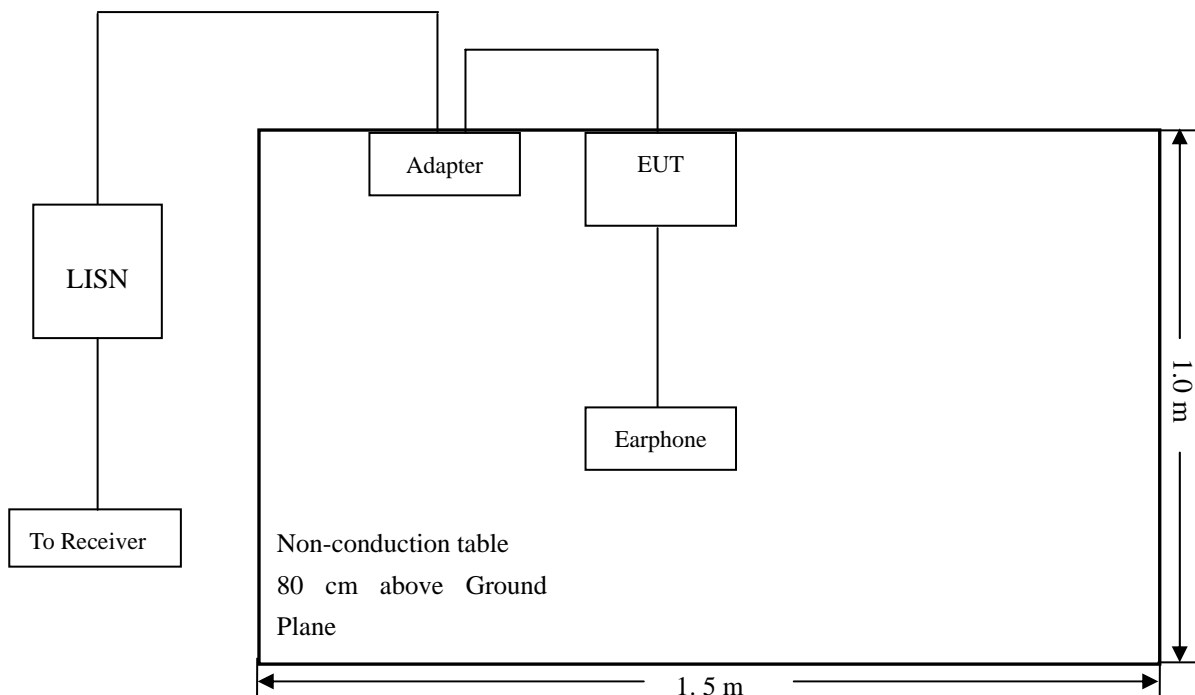 Adapter
EUT
LISN
1.0 m
Earphone
To Receiver
Non-conduction table
80 cm above Ground
Plane
1. 5 m